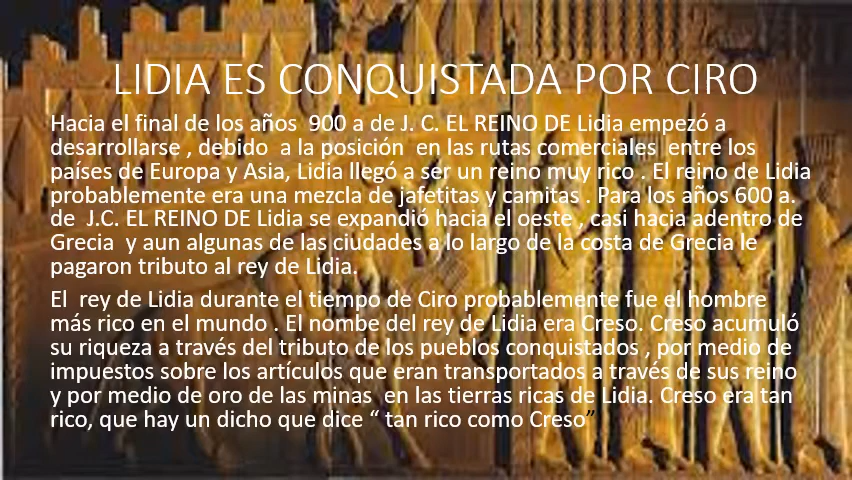 LIDIA ES CONQUISTADA POR CIRO
Hacia el final de los años  900 a de J. C. EL REINO DE Lidia empezó a
desarrollarse , debido  a la posición  en las rutas comerciales  entre los
países de Europa y Asia, Lidia llegó a ser un reino muy rico . El reino de Lidia
probablemente era una mezcla de jafetitas y camitas . Para los años 600 a.
de  J.C. EL REINO DE Lidia se expandió hacia el oeste , casi hacia adentro de
Grecia  y aun algunas de las ciudades a lo largo de la costa de Grecia le
pagaron tributo al rey de Lidia.
El  rey de Lidia durante el tiempo de Ciro probablemente fue el hombre
más rico en el mundo . El nombe del rey de Lidia era Creso. Creso acumuló
su riqueza a través del tributo de los pueblos conquistados , por medio de
impuestos sobre los artículos que eran transportados a través de sus reino
y por medio de oro de las minas  en las tierras ricas de Lidia. Creso era tan
rico, que hay un dicho que dice “ tan rico como Creso”